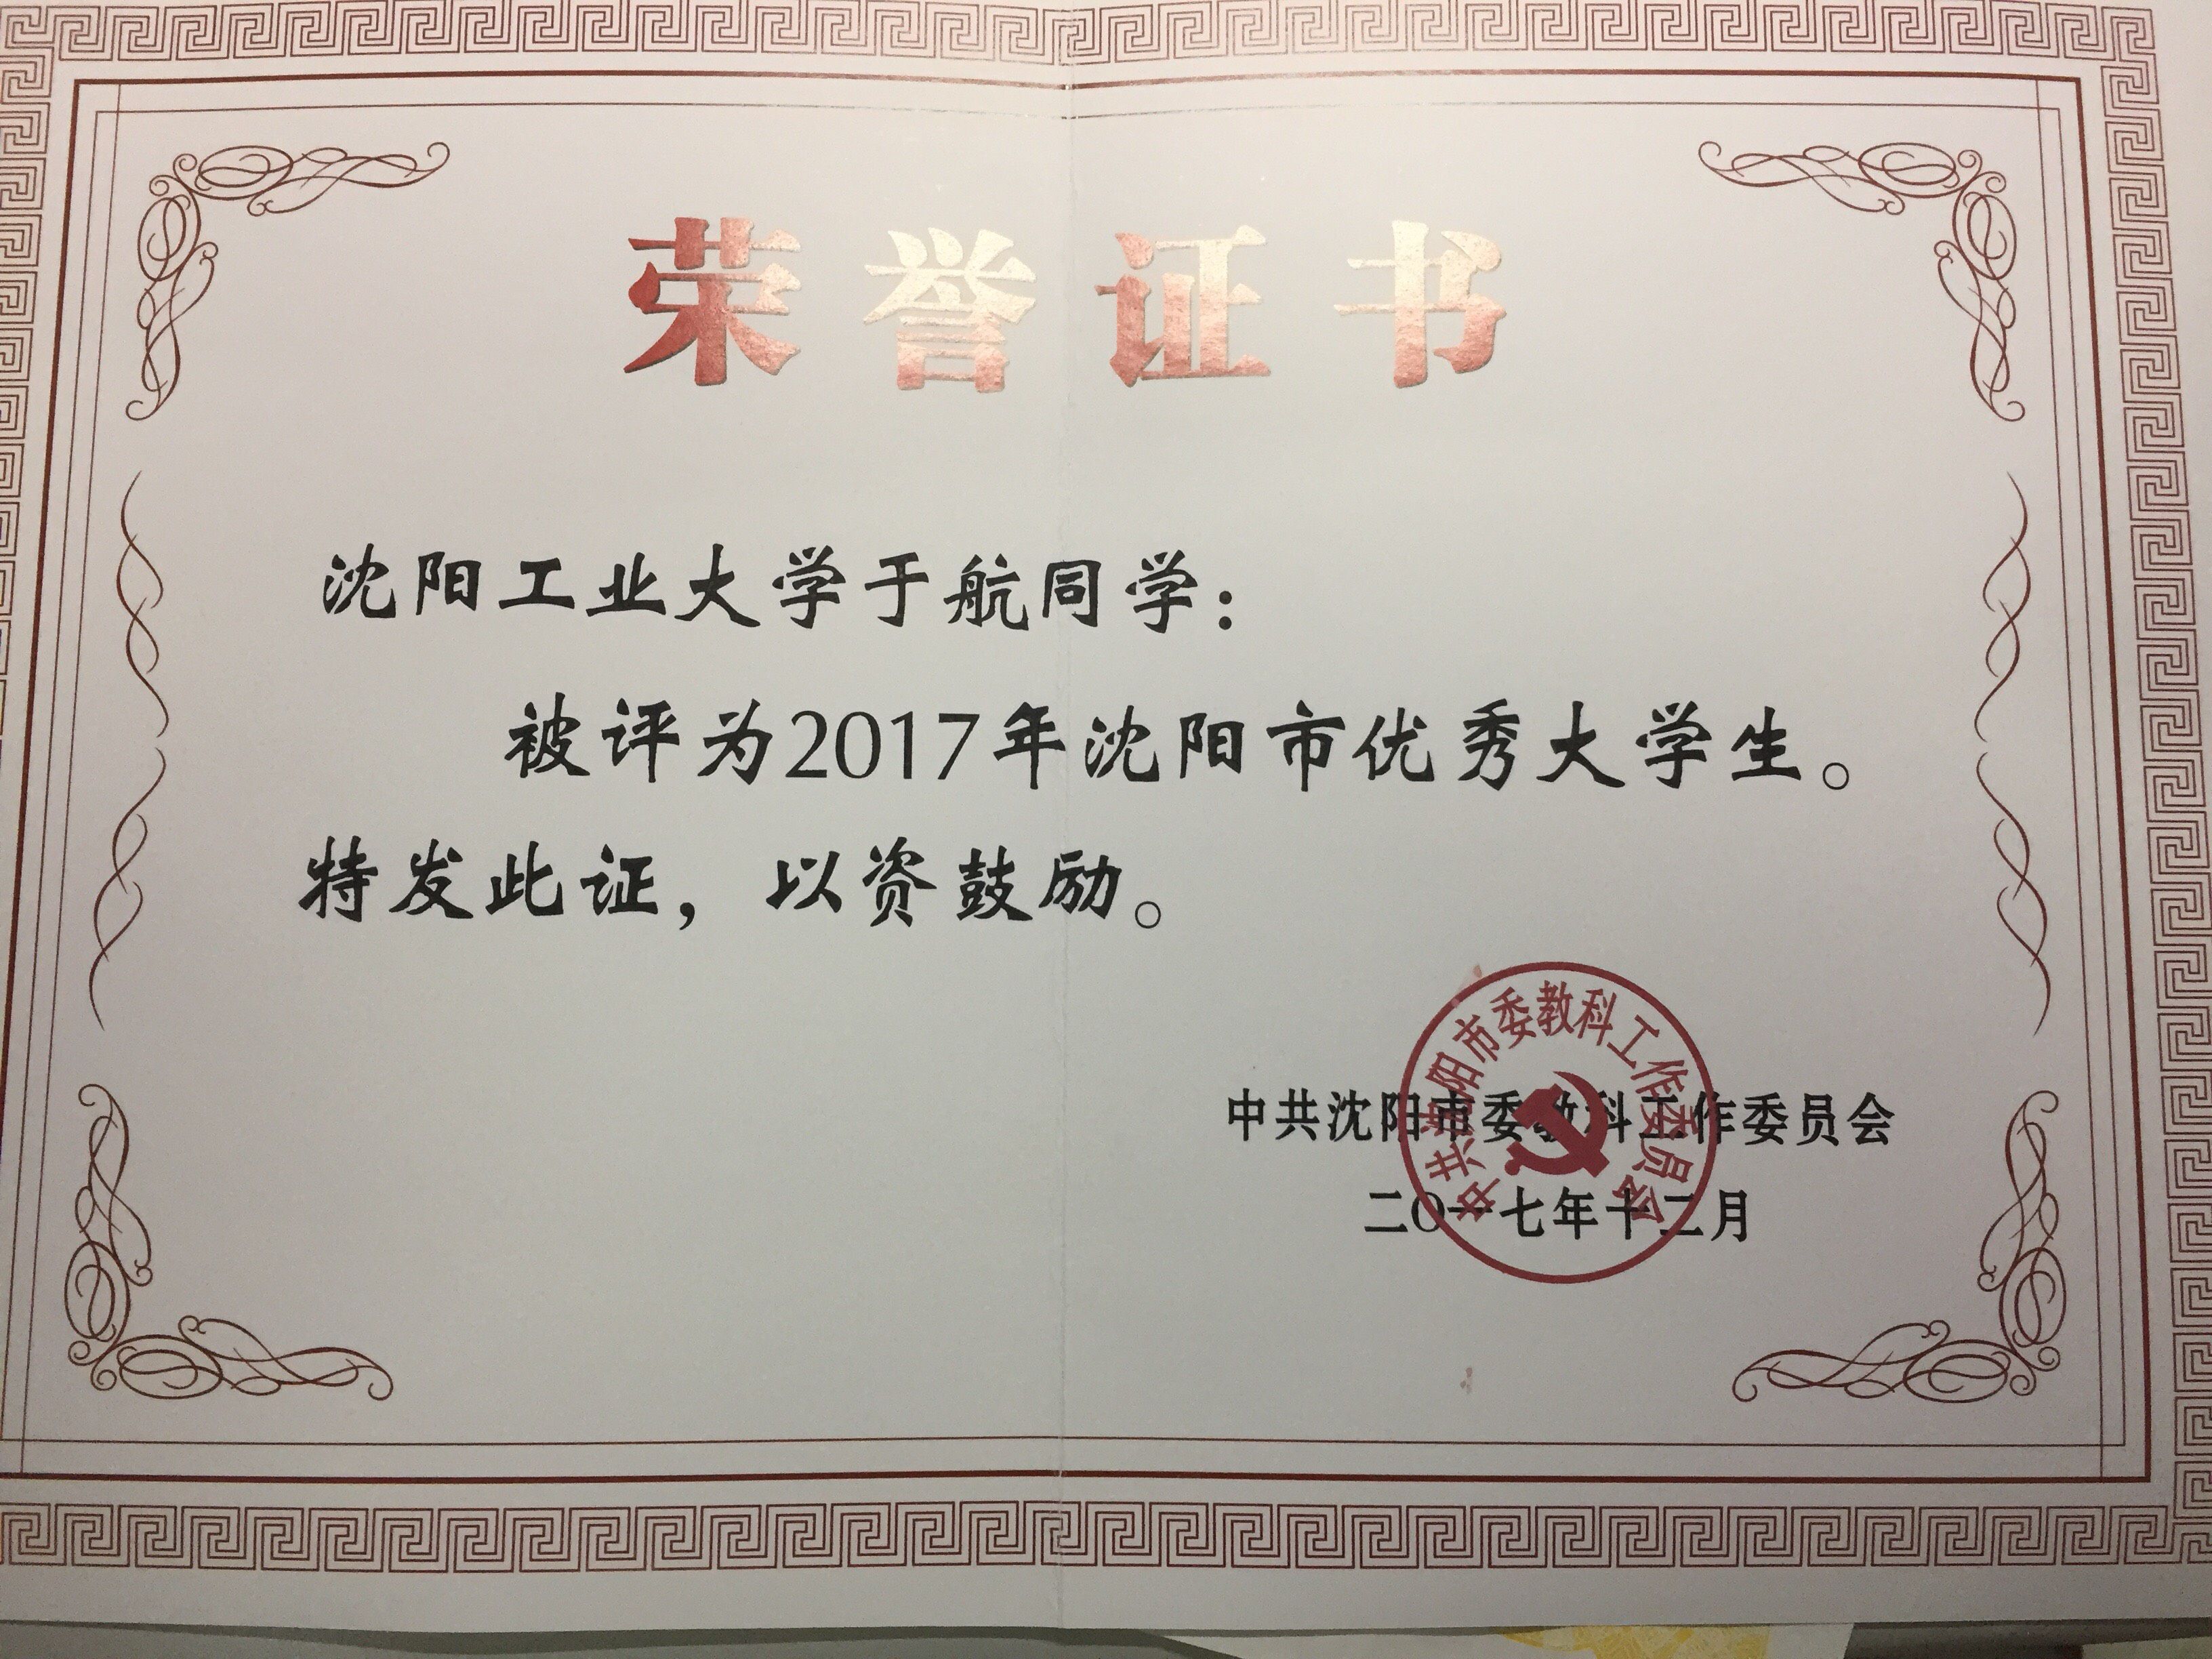 荣誉证书
沈阳工业大学于航同学：
被评为2017年沈阳市优秀大学生。
特发此证，以资鼓励。
中共沈阳市委教科工作委员会
二〇一七年十二月
中共沈阳市委教科工作委员会